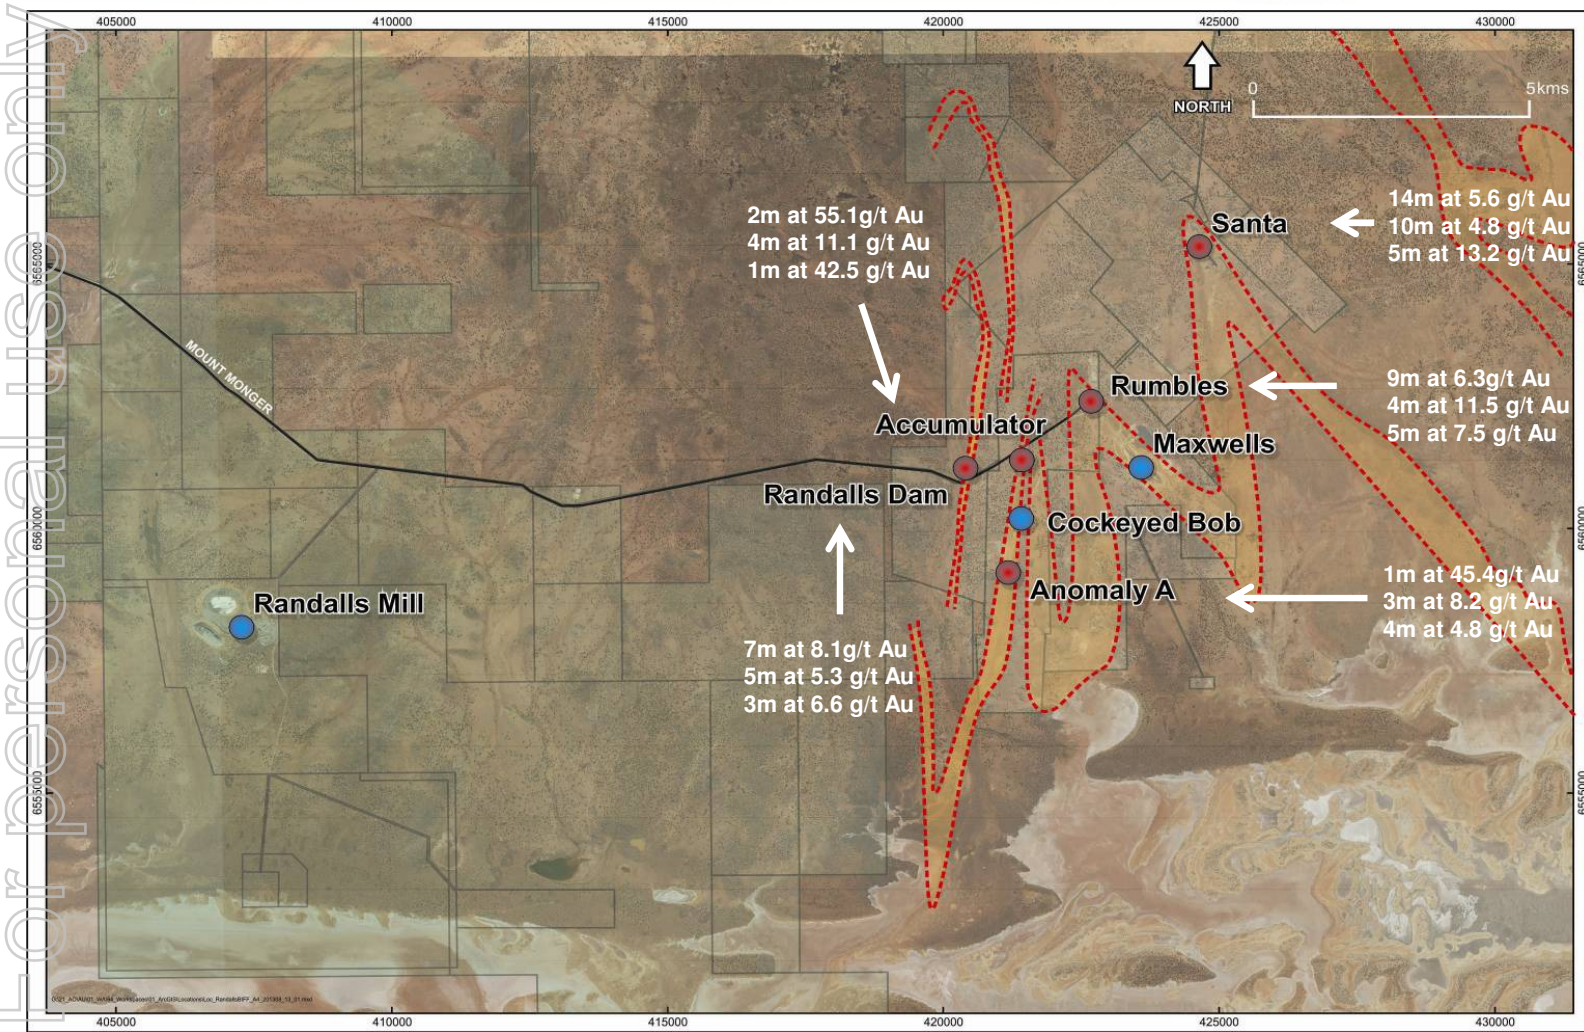 For personal use only
405000
410000
415000
420000
425000
430000
NORTH
0
5kms
6565000
6565000
2m at 55.1g/t Au
4m at 11.1 g/t Au
1m at 42.5 g/t Au
Santa
14m at 5.6 g/t Au
10m at 4.8 g/t Au
5m at 13.2 g/t Au
MOUNT MONGER
Rumbles
9m at 6.3g/t Au
4m at 11.5 g/t Au
5m at 7.5 g/t Au
Accumulator
Maxwells
Randalls Dam
Cockeyed Bob
6560000
6560000
Randalls Mill
Anomaly A
1m at 45.4g/t Au
3m at 8.2 g/t Au
4m at 4.8 g/t Au
7m at 8.1g/t Au
5m at 5.3 g/t Au
3m at 6.6 g/t Au
6555000
6555000
405000
410000
415000
420000
425000
430000